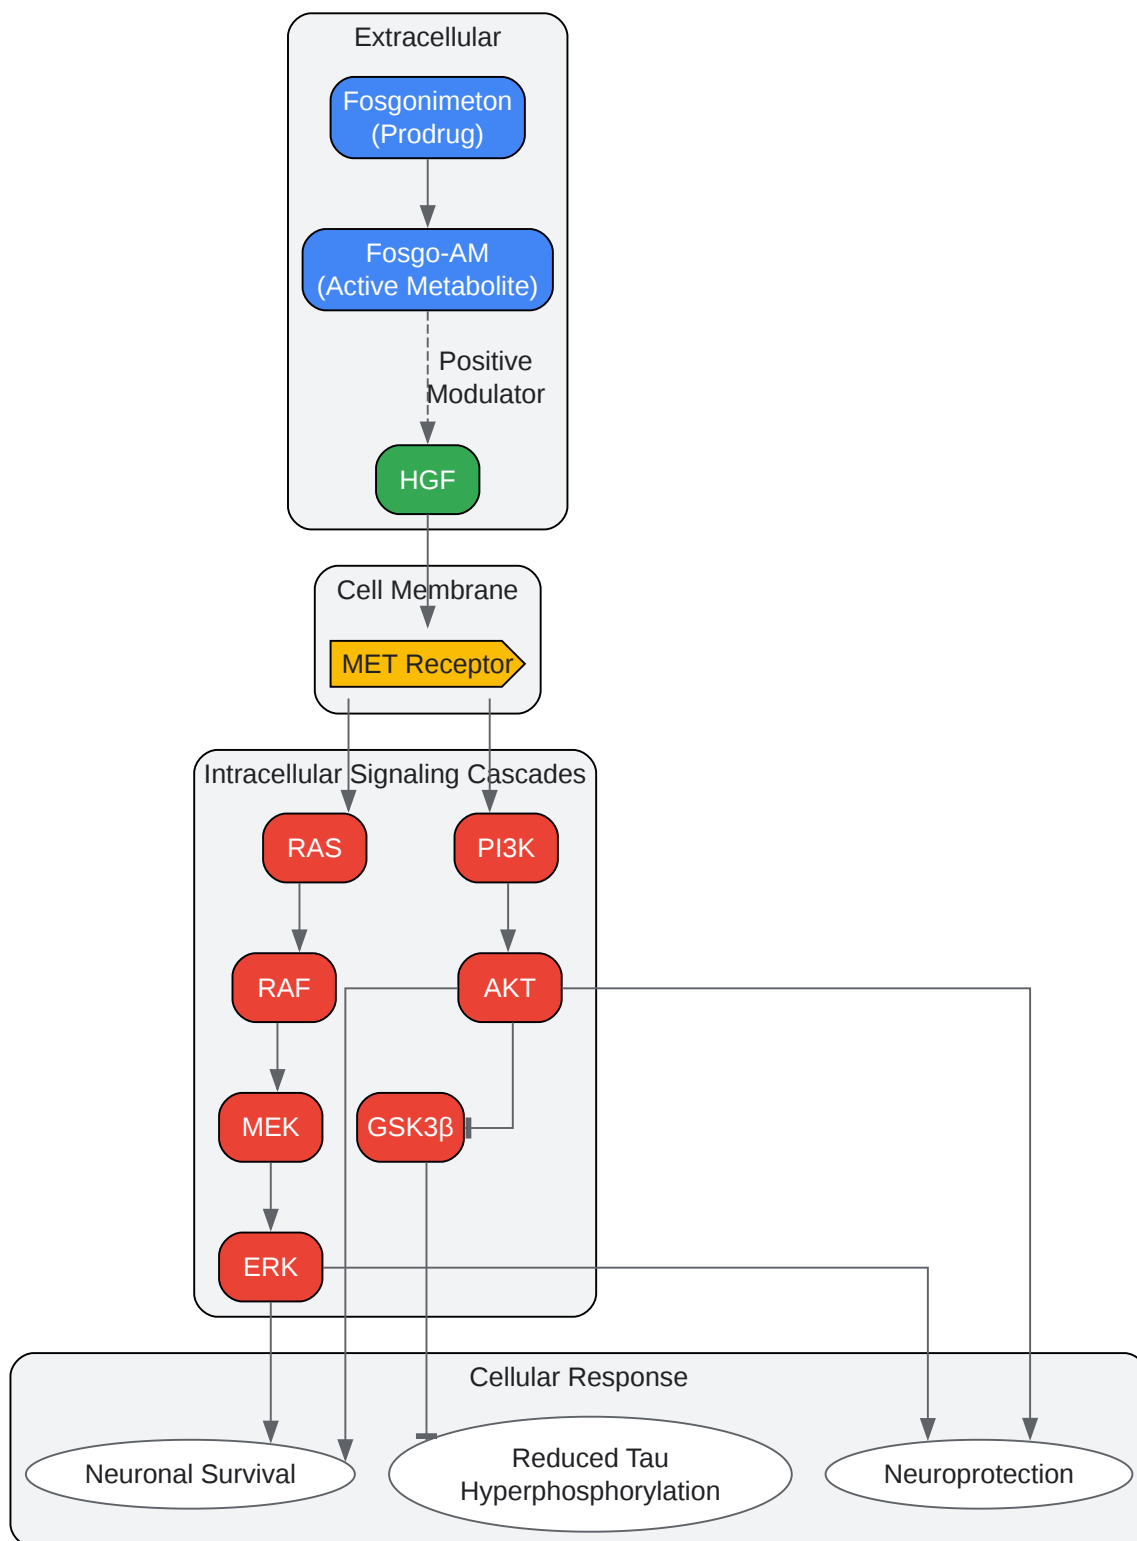 Extracellular
Fosgonimeton
(Prodrug)
Fosgo-AM
(Active Metabolite)
Positive
Modulator
HGF
Cell Membrane
MET Receptor
Intracellular Signaling Cascades
RAS
PI3K
RAF
AKT
MEK
GSK3β
ERK
Cellular Response
Neuronal Survival
Reduced Tau
Hyperphosphorylation
Neuroprotection